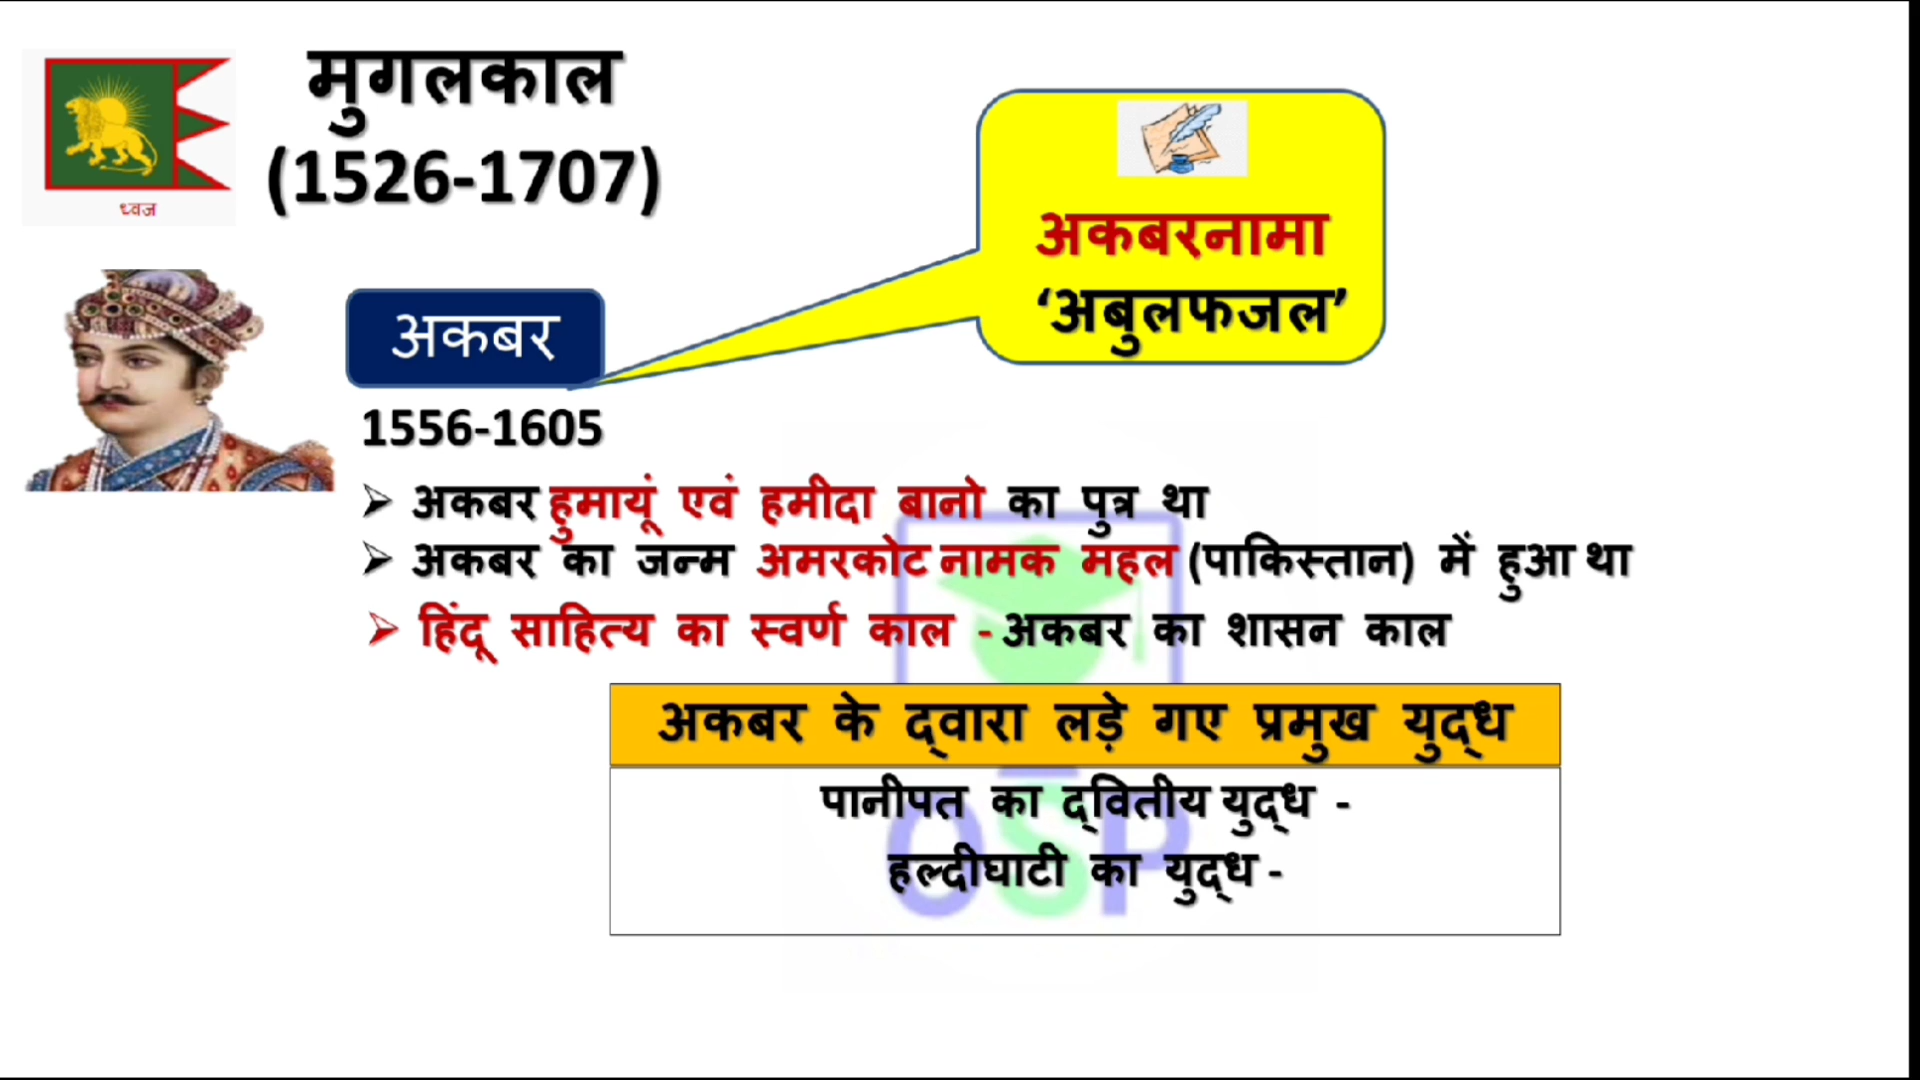 मुगलकाल
(1526-1707)
ध्वज
अकबरनामा
‘अबुलफजल’
अकबर
1556-1605
➢ अकबर हुमायूं एवं हमीदा बानो का पुत्र था
➢ अकबर का जन्म अमरकोट नामक महल (पाकिस्तान) में हुआ था
➢ हिंदू साहित्य का स्वर्ण काल - अकबर का शासन काल
अकबर के द्वारा लड़े गए प्रमुख युद्ध
पानीपत का द्वितीय युद्ध -
हल्दीघाटी का युद्ध -
OSP